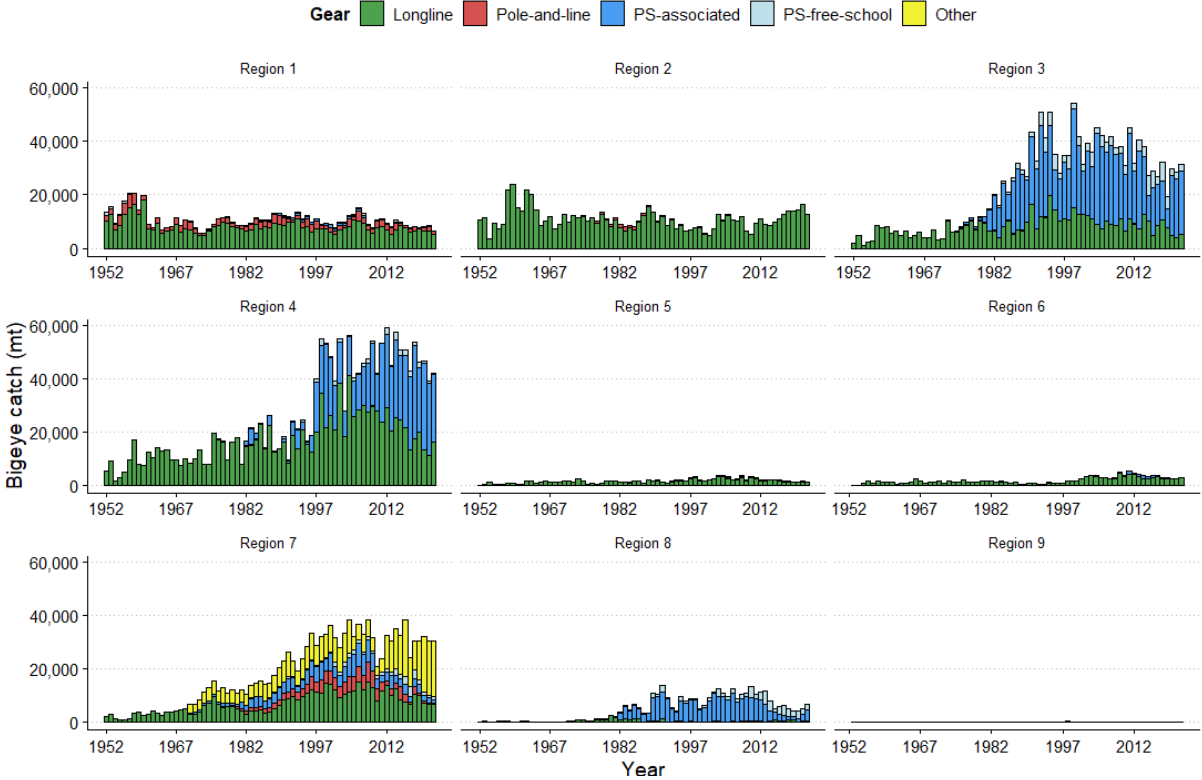 Gear Longline Pole-and-line PS-associated PS-free-school Other
Region 1 Region 2 Region 3
60,000
40,000
20,000
0
1952 1967 1982 1997 2012 1952 1967 1982 1997 2012 1952 1967 1982 1997 2012
Region 4 Region 5 Region 6
60,000
40,000
20,000
0
Bigeye catch (mt)
1952 1967 1982 1997 2012 1952 1967 1982 1997 2012 1952 1967 1982 1997 2012
Region 7 Region 8 Region 9
60,000
40,000
20,000
0
1952 1967 1982 1997 2012 1952 1967 1982 1997 2012 1952 1967 1982 1997 2012
Year